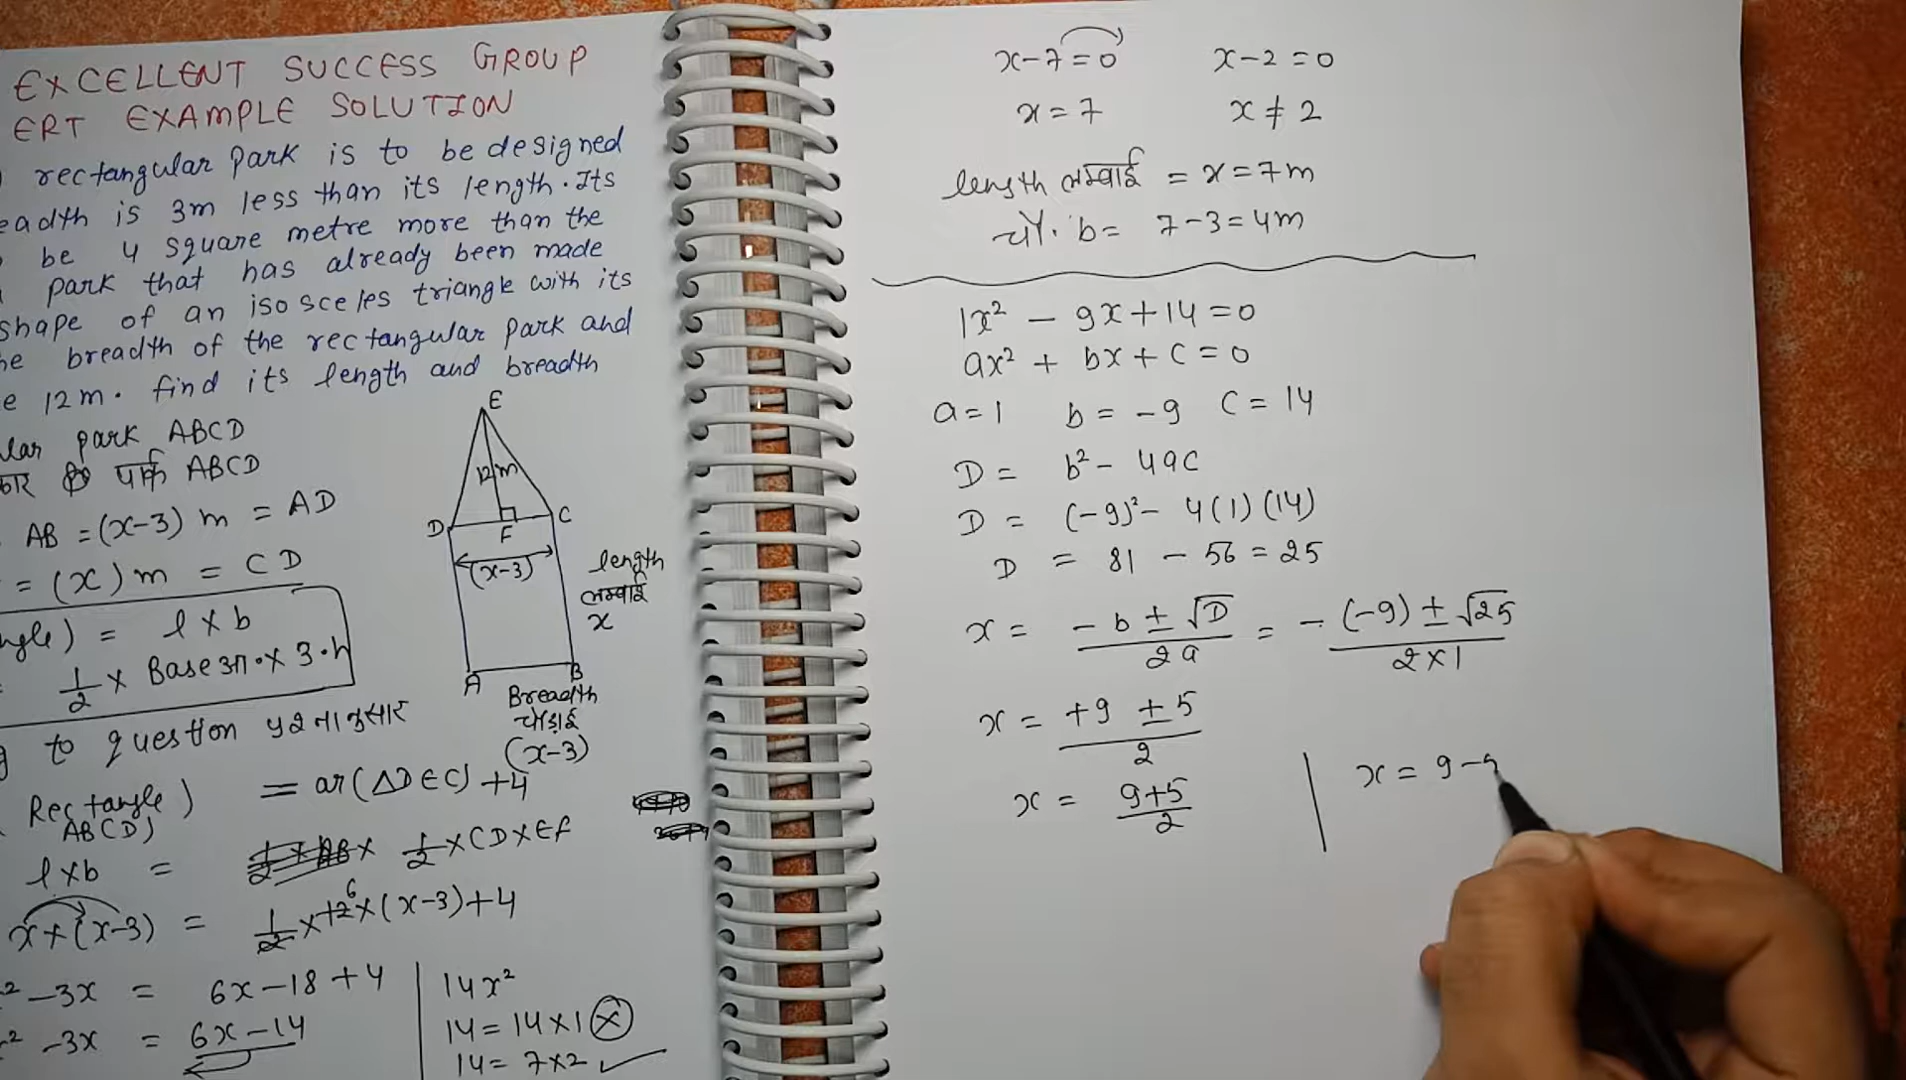 EXCELLENT SUCCESS GROUP
ERT EXAMPLE SOLUTION
rectangular park is to be designed
eadth is 3m less than its length. Its
be 4 square metre more than the
park that has already been made
shape of an isosceles triangle with its
he breadth of the rectangular park and
e 12m. find its length and breadth
lar park ABCD
कार पार्क ABCD
AB = (x-3) m = AD
= (x) m = CD
ngle) = l x b
1/2 x Base आ. x उ. h
E
12m
D F C
(x-3)
length
लम्बाई
x
A B
Breadth
चौड़ाई
(x-3)
g to question प्रश्नानुसार
Rectangle) = ar(ΔDEC) +4
ABCD)
l x b = 1/2 x CD x EF
x x (x-3) = 1/2 x 12 6 x (x-3) +4
² -3x = 6x -18 +4
² -3x = 6x -14
14x²
14 = 14 x 1 ⓧ
14 = 7x2 ✓
x-7 = 0 x-2 = 0
x = 7 x ≠ 2
length लम्बाई = x = 7m
चौ. b = 7-3 = 4m
1x² - 9x + 14 = 0
ax² + bx + c = 0
a = 1 b = -9 c = 14
D = b² - 4ac
D = (-9)² - 4(1)(14)
D = 81 - 56 = 25
x = -b ± √D / 2a = -(-9) ± √25 / 2x1
x = +9 ± 5 / 2
x = 9+5 / 2 x = 9-